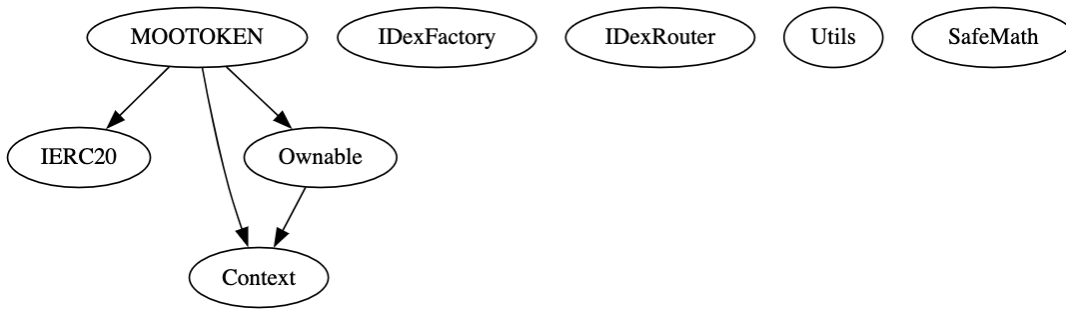 MOOTOKEN
IDexFactory
IDexRouter
Utils
SafeMath
IERC20
Ownable
Context